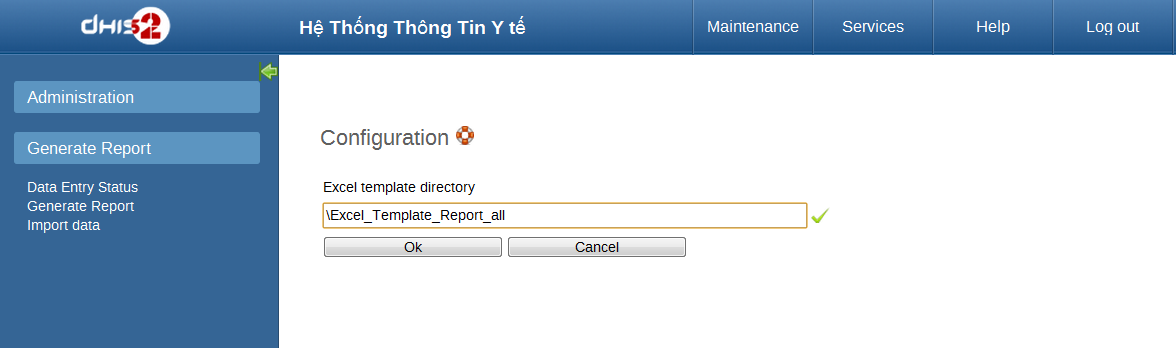 dHIS2
Hệ Thống Thông Tin Y tế
Maintenance
Services
Help
Log out
Administration
Generate Report
Data Entry Status
Generate Report
Import data
Configuration
Excel template directory
\Excel_Template_Report_all
Ok
Cancel